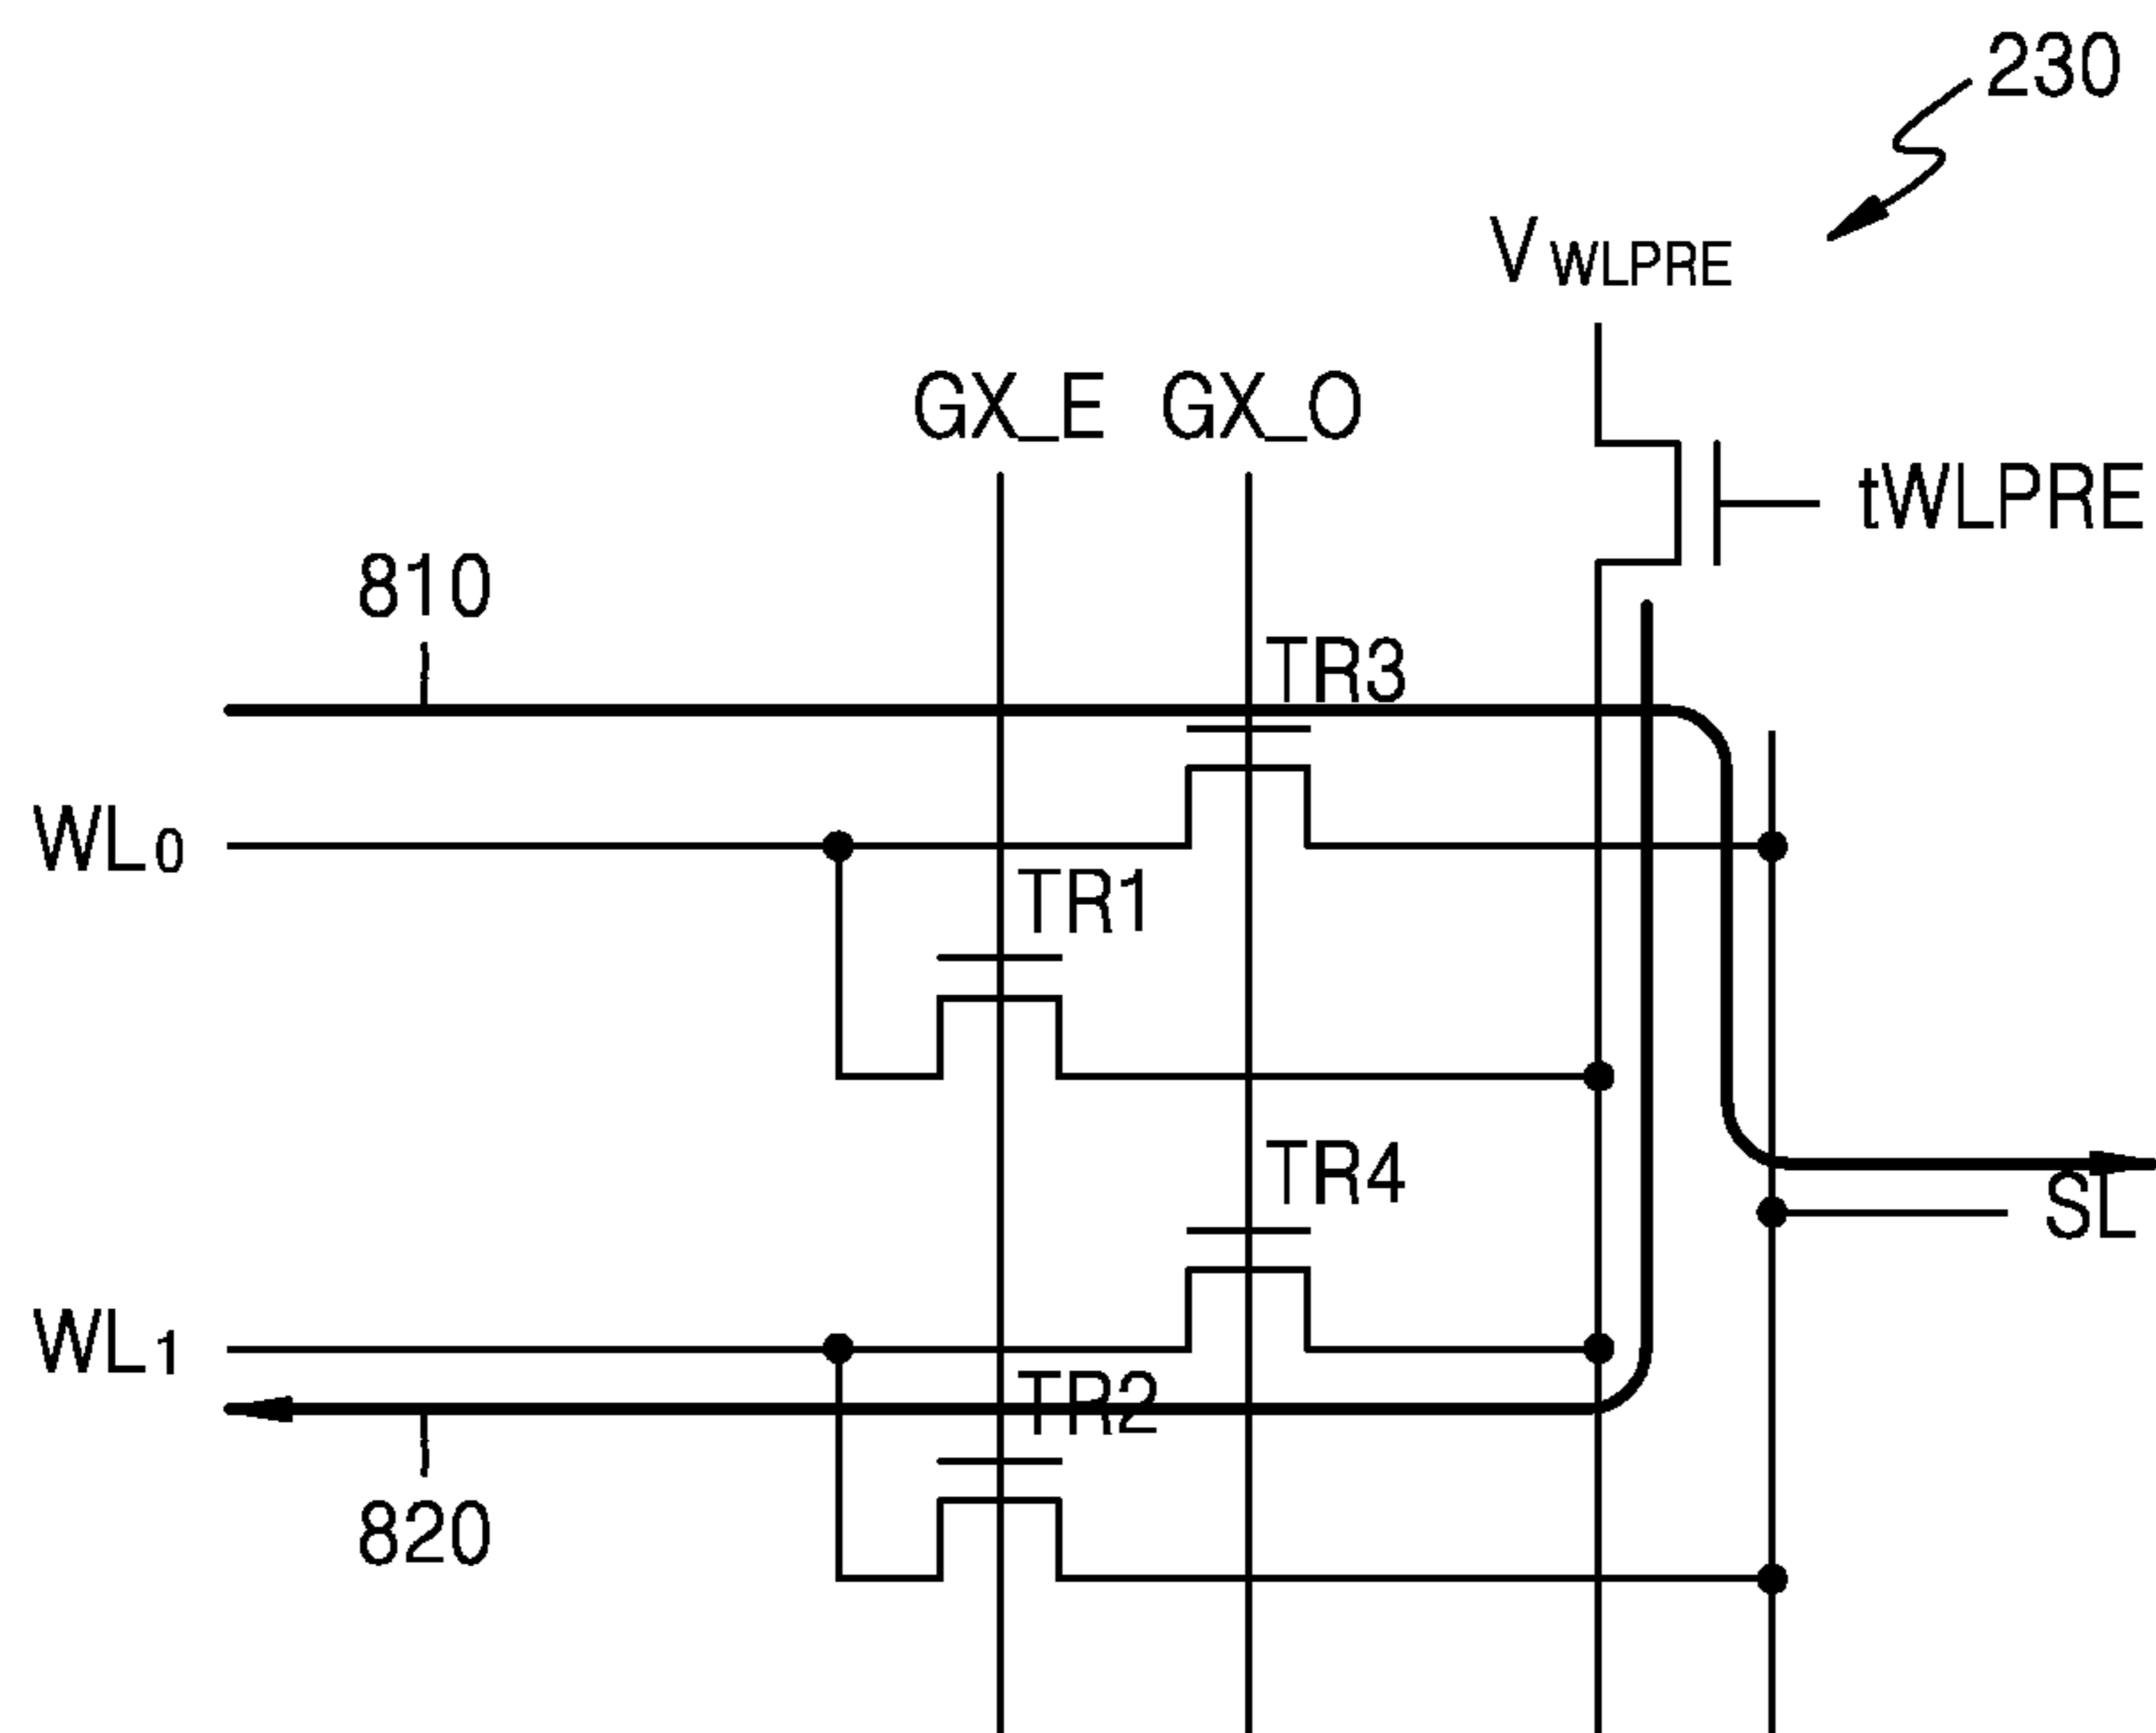 230
VWLPRE
GX_E GX_O
tWLPRE
810
TR3
WL0
TR1
TR4
SL
WL1
TR2
820